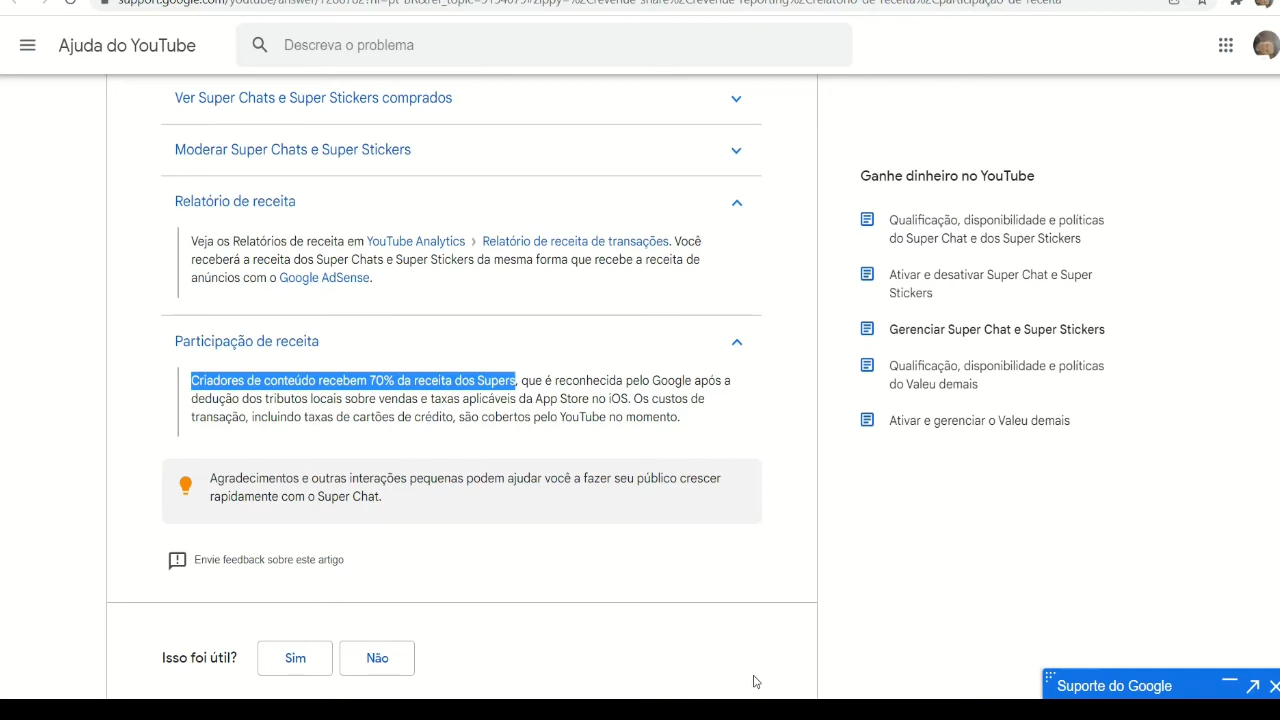 Ajuda do YouTube
Descreva o problema
Ver Super Chats e Super Stickers comprados
Moderar Super Chats e Super Stickers
Relatório de receita
Veja os Relatórios de receita em YouTube Analytics > Relatório de receita de transações. Você
receberá a receita dos Super Chats e Super Stickers da mesma forma que recebe a receita de
anúncios com o Google AdSense.
Participação de receita
Criadores de conteúdo recebem 70% da receita dos Supers, que é reconhecida pelo Google após a
dedução dos tributos locais sobre vendas e taxas aplicáveis da App Store no iOS. Os custos de
transação, incluindo taxas de cartões de crédito, são cobertos pelo YouTube no momento.
Agradecimentos e outras interações pequenas podem ajudar você a fazer seu público crescer
rapidamente com o Super Chat.
Envie feedback sobre este artigo
Isso foi útil?
Sim
Não
Ganhe dinheiro no YouTube
Qualificação, disponibilidade e políticas
do Super Chat e dos Super Stickers
Ativar e desativar Super Chat e Super
Stickers
Gerenciar Super Chat e Super Stickers
Qualificação, disponibilidade e políticas
do Valeu demais
Ativar e gerenciar o Valeu demais
Suporte do Google